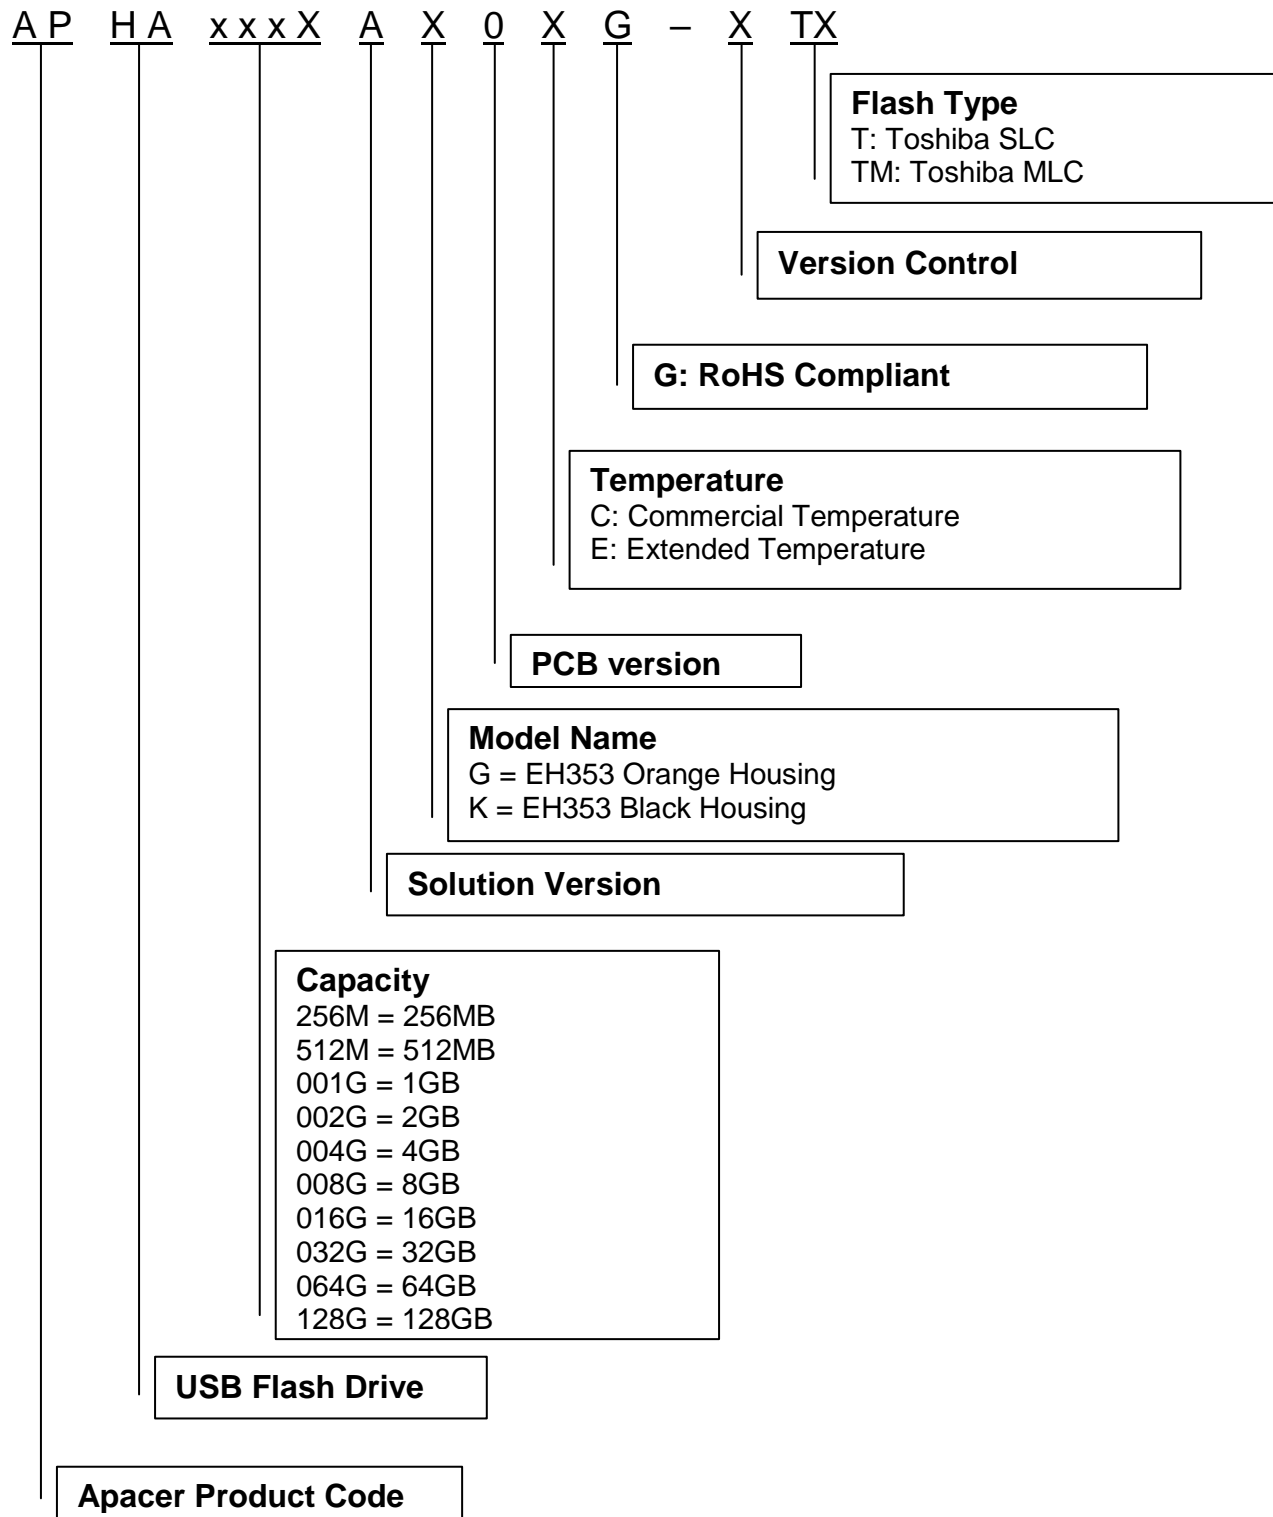 A P H A x x x X A X 0 X G – X TX
Flash Type
T: Toshiba SLC
TM: Toshiba MLC
Version Control
G: RoHS Compliant
Temperature
C: Commercial Temperature
E: Extended Temperature
PCB version
Model Name
G = EH353 Orange Housing
K = EH353 Black Housing
Solution Version
Capacity
256M = 256MB
512M = 512MB
001G = 1GB
002G = 2GB
004G = 4GB
008G = 8GB
016G = 16GB
032G = 32GB
064G = 64GB
128G = 128GB
USB Flash Drive
Apacer Product Code